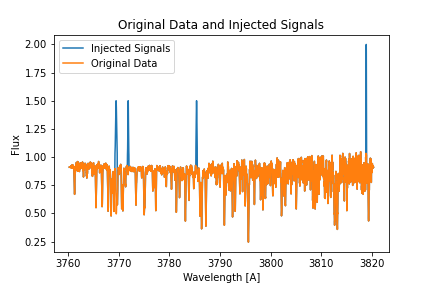 Original Data and Injected Signals
Injected Signals
Original Data
2.00
1.75
1.50
1.25
1.00
0.75
0.50
0.25
Flux
3760 3770 3780 3790 3800 3810 3820
Wavelength [A]